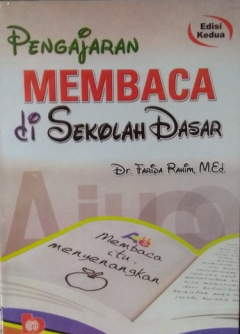 Edisi
Kedua
PENGAJARAN
MEMBACA
di SEKOLAH DASAR
Dr. FARIDA RAHIM, M.Ed.
Membaca
itu
menyenangkan